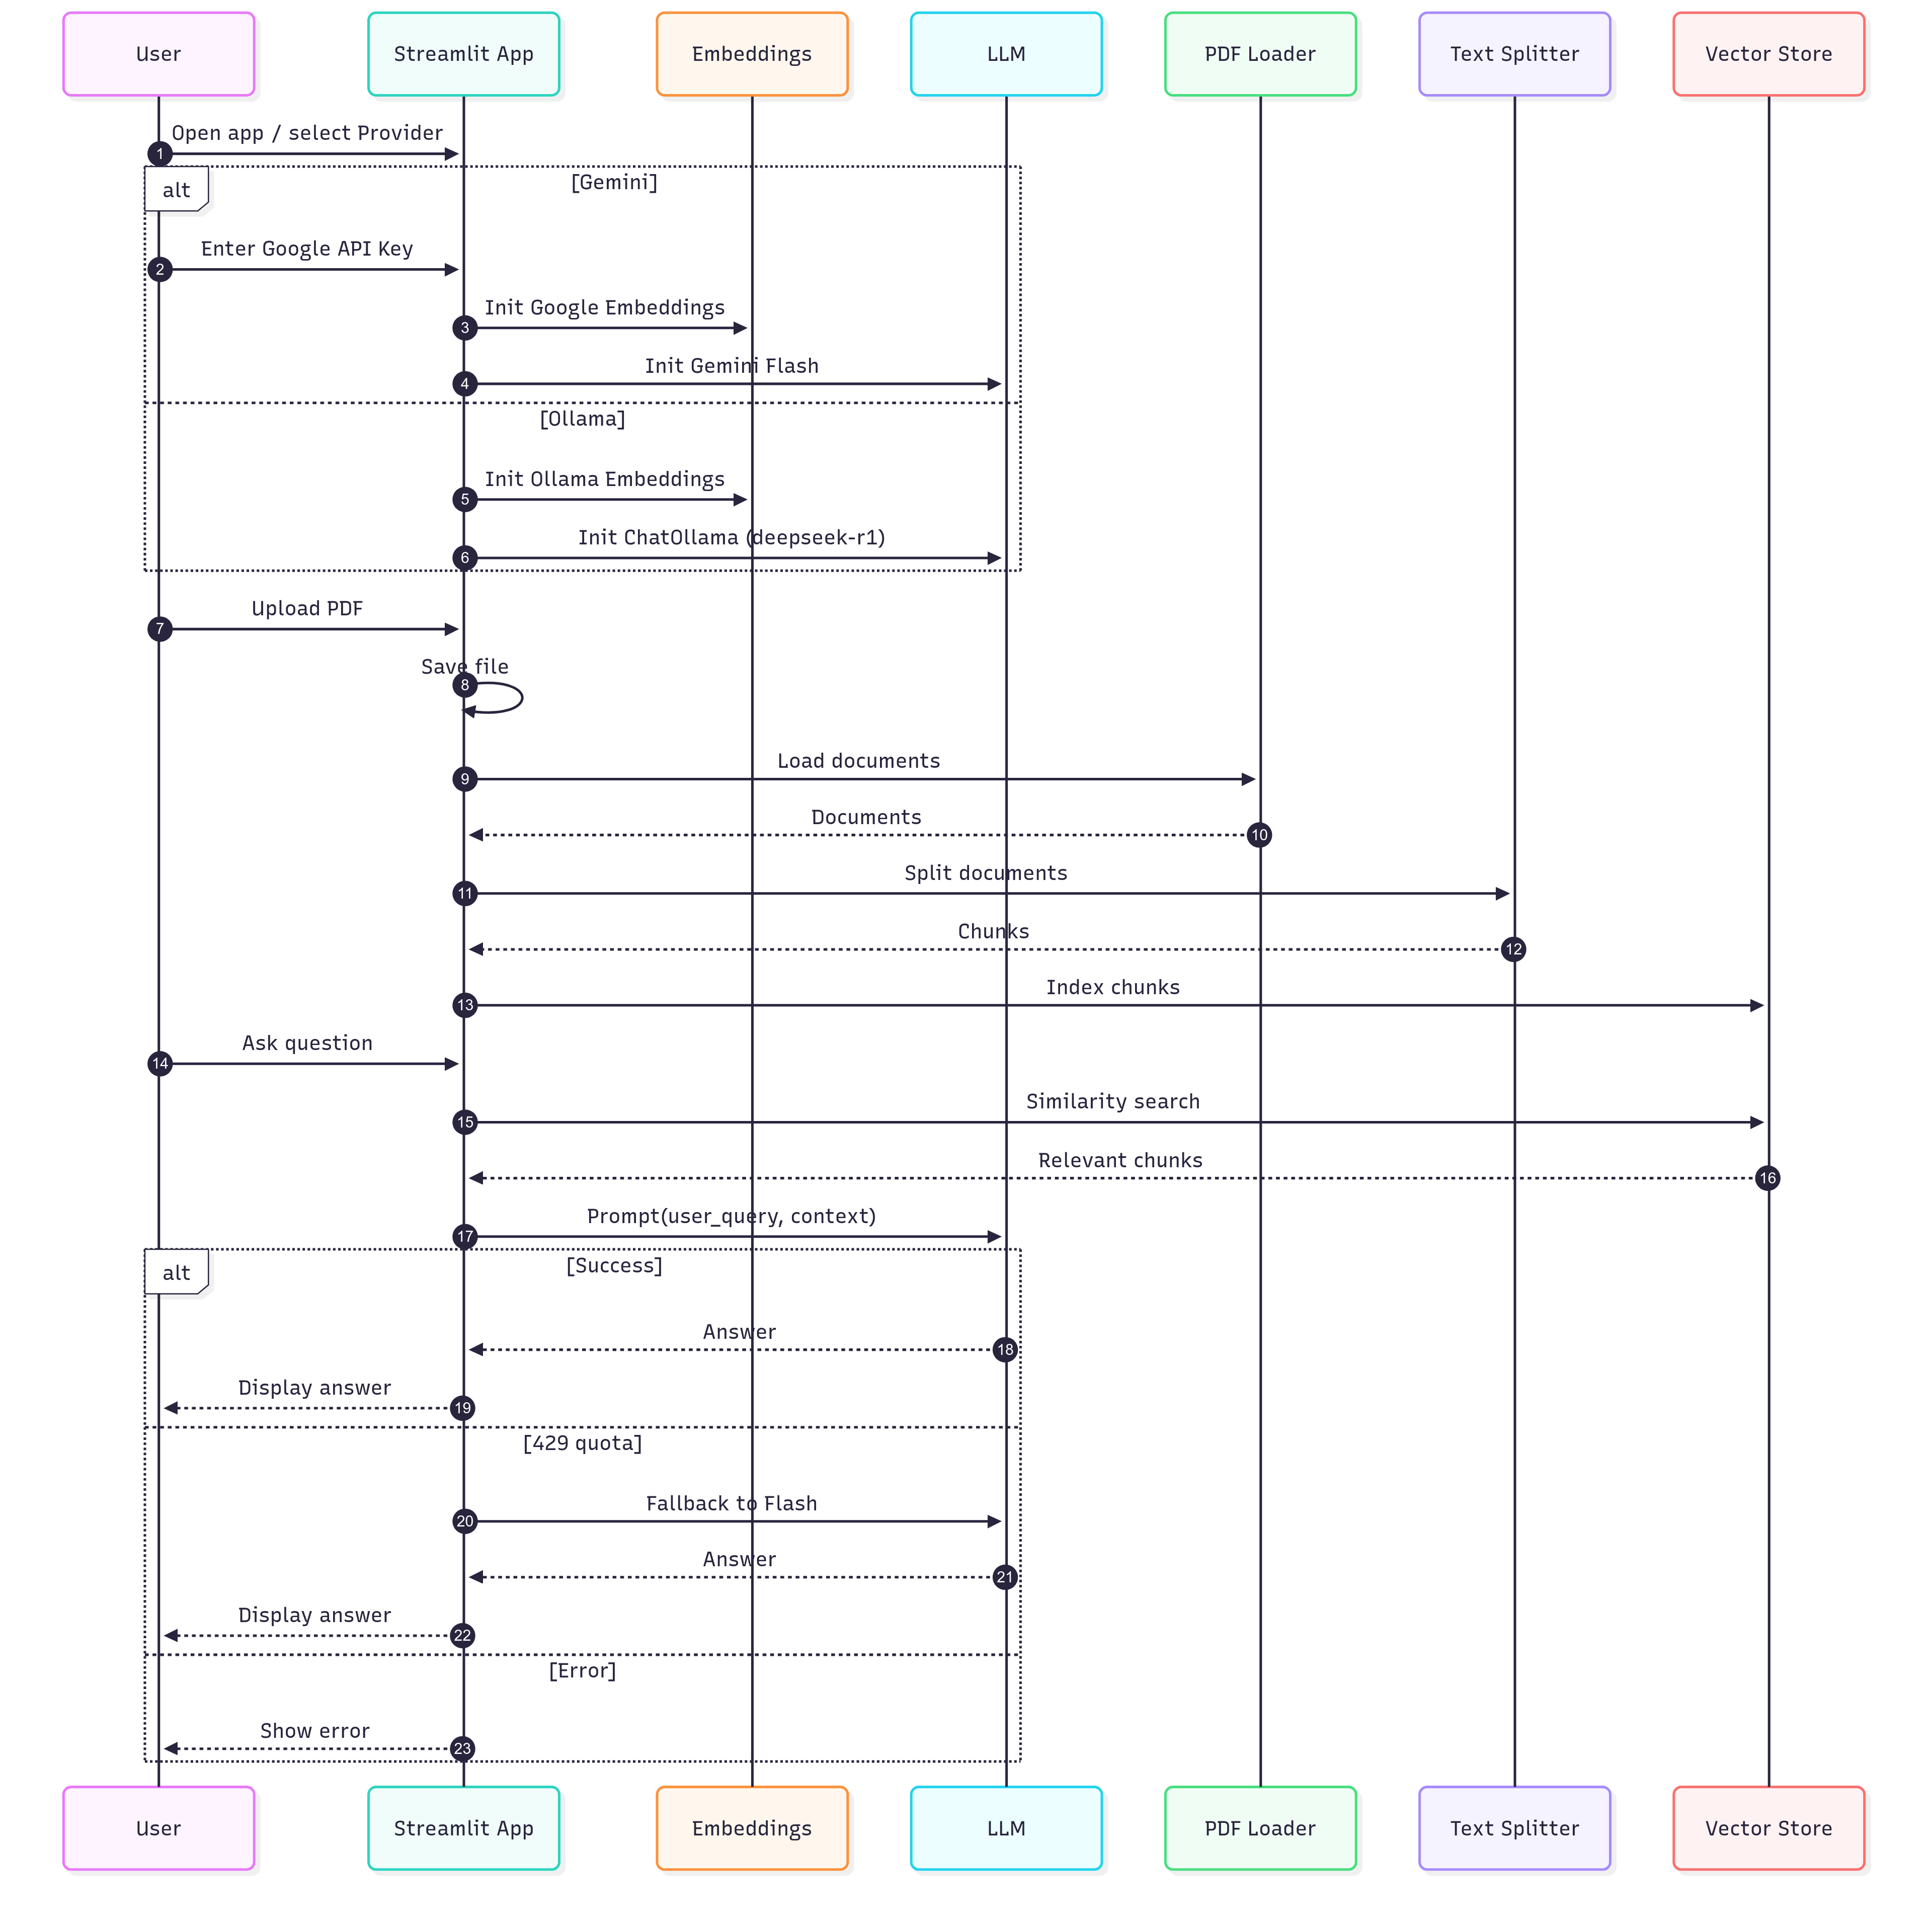 User
Streamlit App
Embeddings
LLM
PDF Loader
Text Splitter
Vector Store
Open app / select Provider
1
alt
[Gemini]
Enter Google API Key
2
Init Google Embeddings
3
Init Gemini Flash
4
[Ollama]
Init Ollama Embeddings
5
Init ChatOllama (deepseek-r1)
6
Upload PDF
7
Save file
8
Load documents
9
Documents
10
Split documents
11
Chunks
12
Index chunks
13
Ask question
14
Similarity search
15
Relevant chunks
16
Prompt(user_query, context)
17
alt
[Success]
Answer
18
Display answer
19
[429 quota]
Fallback to Flash
20
Answer
21
Display answer
22
[Error]
Show error
23
User
Streamlit App
Embeddings
LLM
PDF Loader
Text Splitter
Vector Store